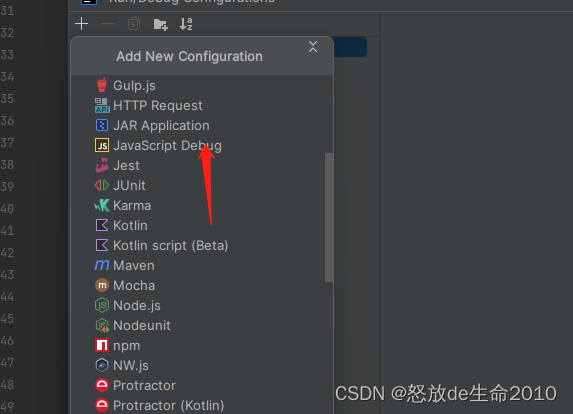 31
Run/Debug Configurations
32
33
34
35
36
37
38
39
40
41
42
43
44
45
46
47
48
49
Add New Configuration
Gulp.js
HTTP Request
API
JAR Application
JS JavaScript Debug
Jest
JUnit
Karma
Kotlin
Kotlin script (Beta)
m Maven
m Mocha
Node.js
Nodeunit
npm
NW.js
Protractor
Protractor (Kotlin)
CSDN @怒放de生命2010